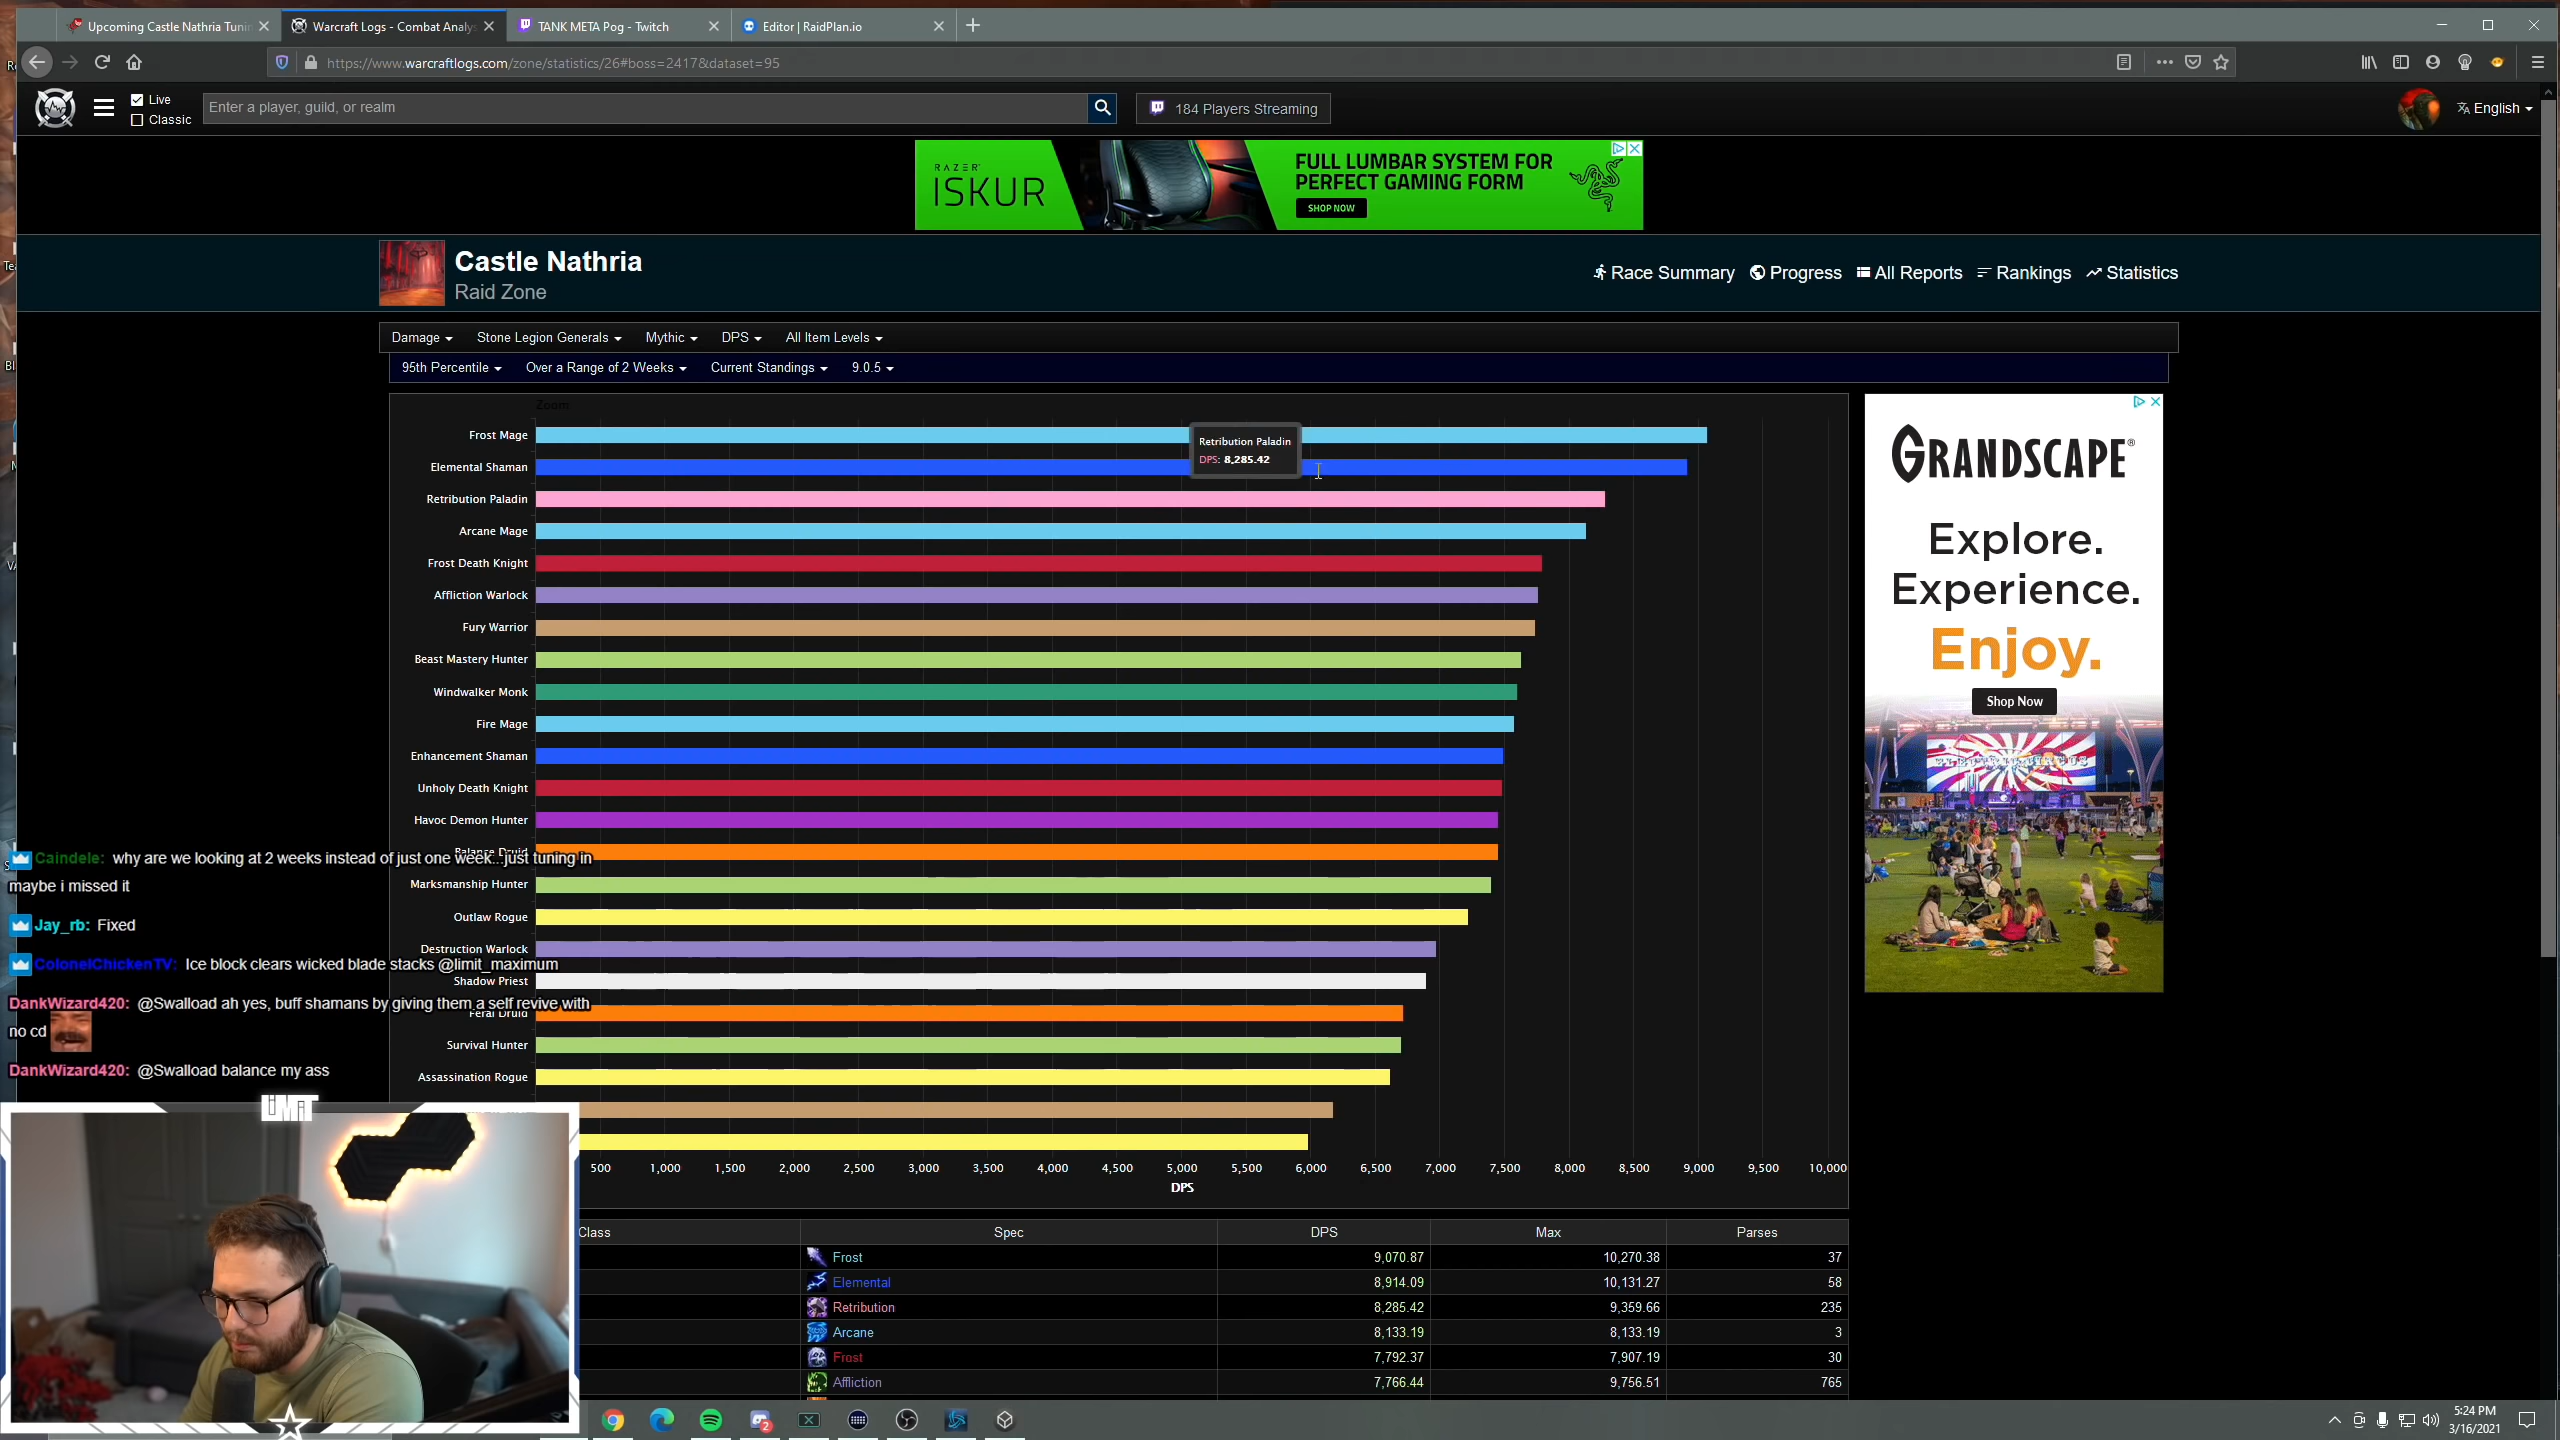 Upcoming Castle Nathria Tuni
Warcraft Logs - Combat Analys
TANK META Pog - Twitch
Editor | RaidPlan.io
https://www.warcraftlogs.com/zone/statistics/26#boss=2417&dataset=95
Live
Classic
Enter a player, guild, or realm
184 Players Streaming
English
RAZER
ISKUR
FULL LUMBAR SYSTEM FOR
PERFECT GAMING FORM
SHOP NOW
Castle Nathria
Raid Zone
Race Summary
Progress
All Reports
Rankings
Statistics
Damage
Stone Legion Generals
Mythic
DPS
All Item Levels
95th Percentile
Over a Range of 2 Weeks
Current Standings
9.0.5
Zoom
Frost Mage
Elemental Shaman
Retribution Paladin
Arcane Mage
Frost Death Knight
Affliction Warlock
Fury Warrior
Beast Mastery Hunter
Windwalker Monk
Fire Mage
Enhancement Shaman
Unholy Death Knight
Havoc Demon Hunter
Balance Druid
Marksmanship Hunter
Outlaw Rogue
Destruction Warlock
Shadow Priest
Feral Druid
Survival Hunter
Assassination Rogue
Retribution Paladin
DPS: 8,285.42
500 1,000 1,500 2,000 2,500 3,000 3,500 4,000 4,500 5,000 5,500 6,000 6,500 7,000 7,500 8,000 8,500 9,000 9,500 10,000
DPS
Class Spec DPS Max Parses
Frost 9,070.87 10,270.38 37
Elemental 8,914.09 10,131.27 58
Retribution 8,285.42 9,359.66 235
Arcane 8,133.19 8,133.19 3
Frost 7,792.37 7,907.19 30
Affliction 7,766.44 9,756.51 765
GRANDSCAPE®
Explore.
Experience.
Enjoy.
Shop Now
Caindele: why are we looking at 2 weeks instead of just one week...just tuning in
maybe i missed it
Jay_rb: Fixed
ColonelChickenTV: Ice block clears wicked blade stacks @limit_maximum
DankWizard420: @Swalload ah yes, buff shamans by giving them a self revive with
no cd
DankWizard420: @Swalload balance my ass
LIMIT
2
5:24 PM
3/16/2021